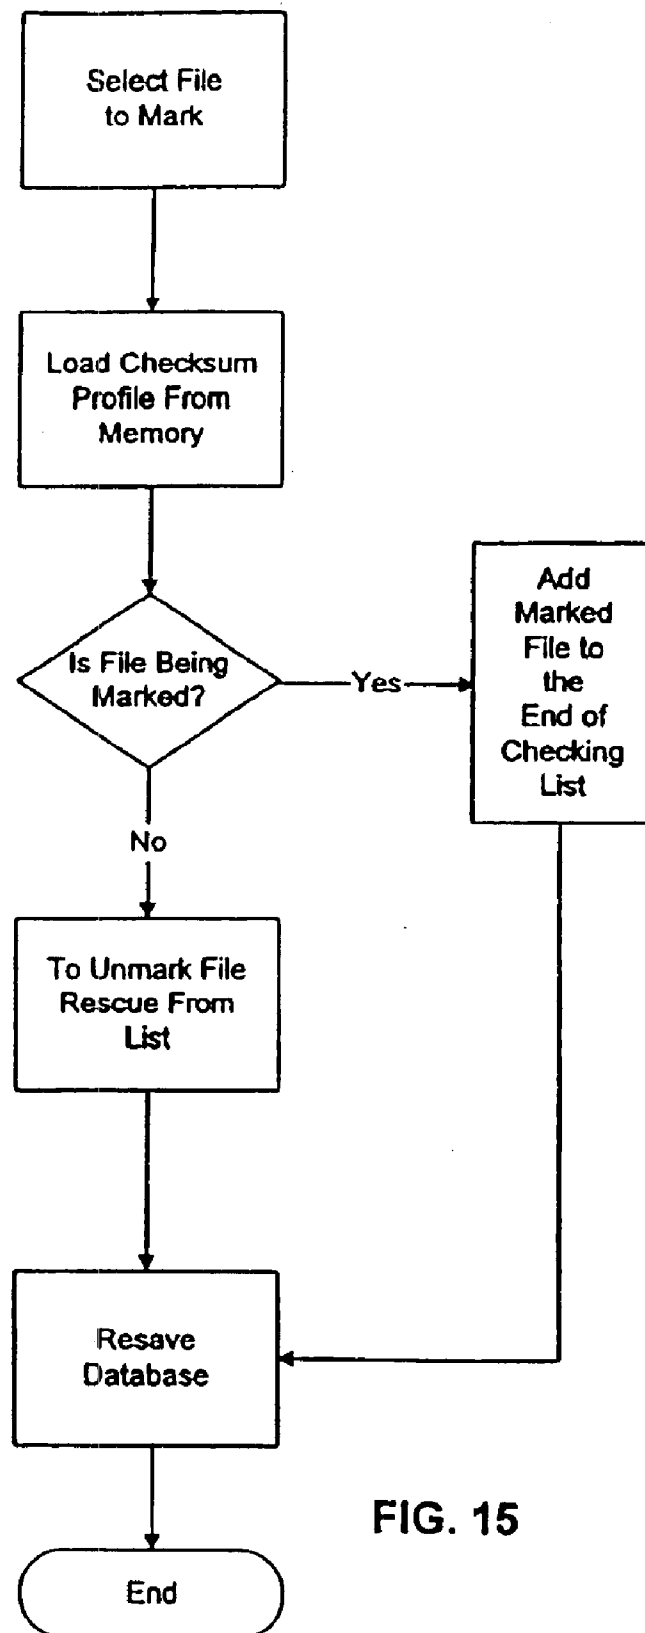 Select File
to Mark
Load Checksum
Profile From
Memory
Is File Being
Marked?
Yes
Add
Marked
File to
the
End of
Checking
List
No
To Unmark File
Rescue From
List
Resave
Database
End
FIG. 15